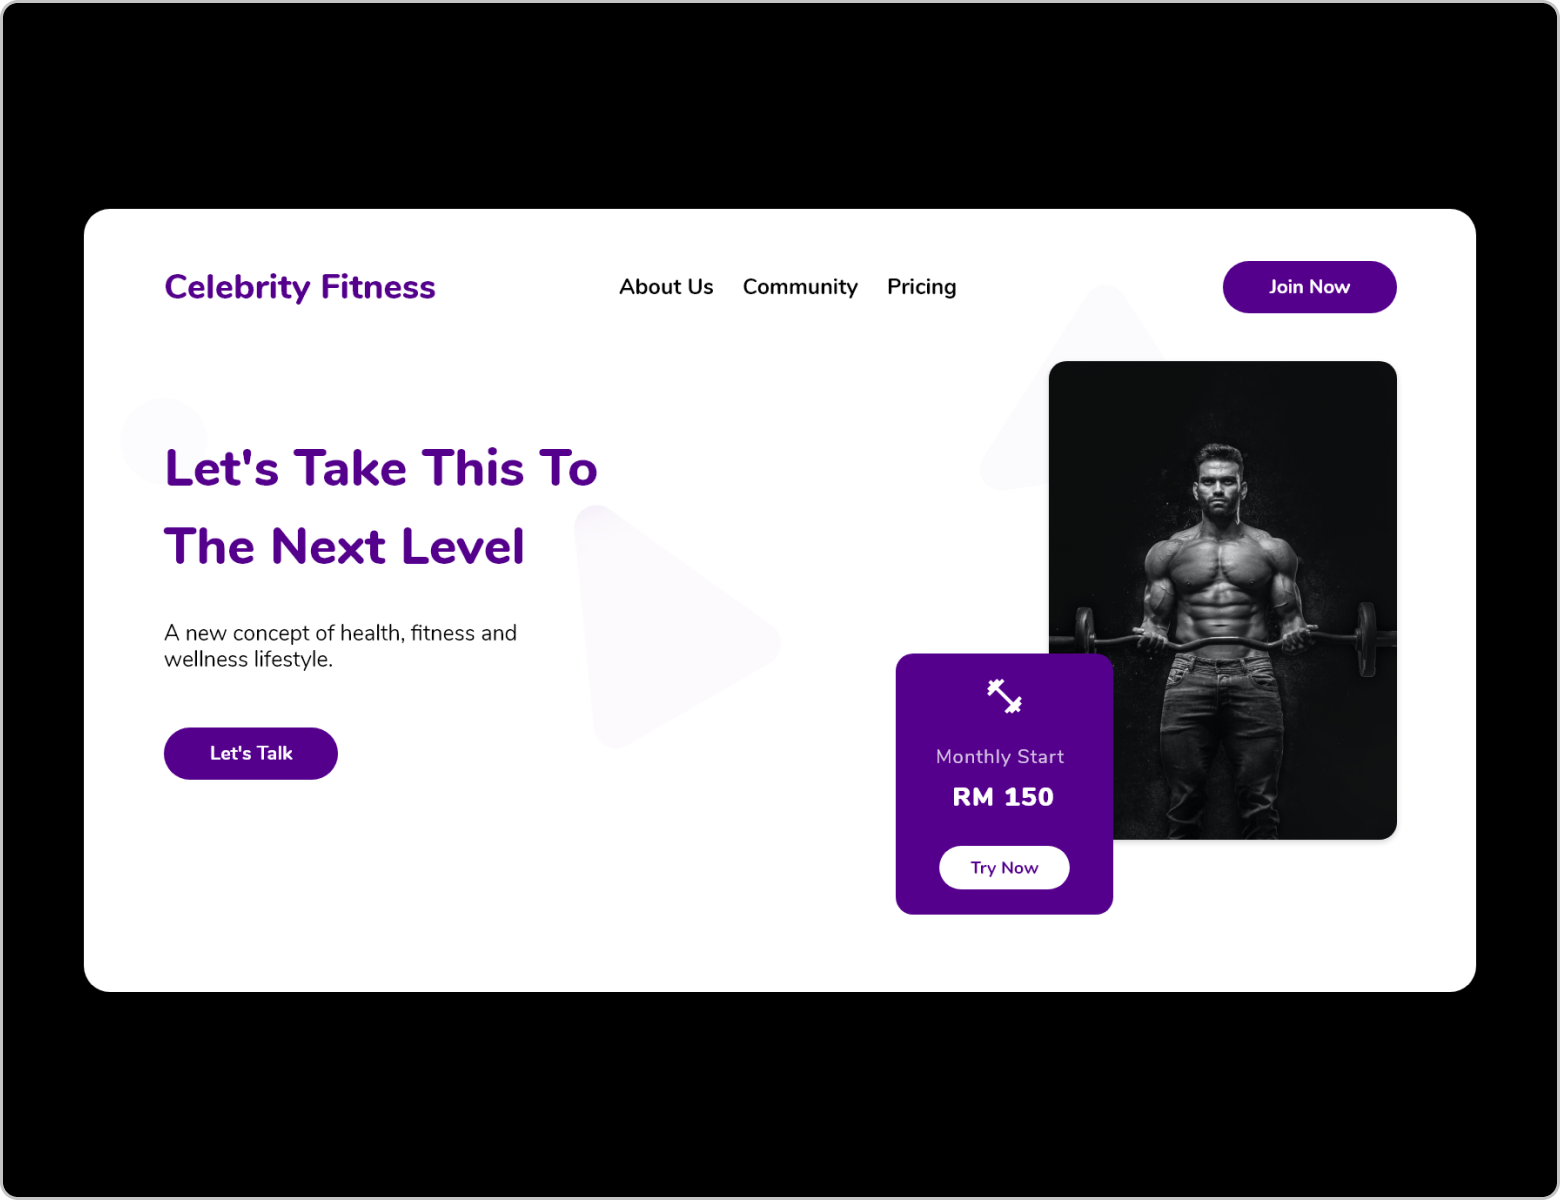 Celebrity Fitness
About Us
Community
Pricing
Join Now
Let's Take This To
The Next Level
A new concept of health, fitness and
wellness lifestyle.
Let's Talk
Monthly Start
RM 150
Try Now